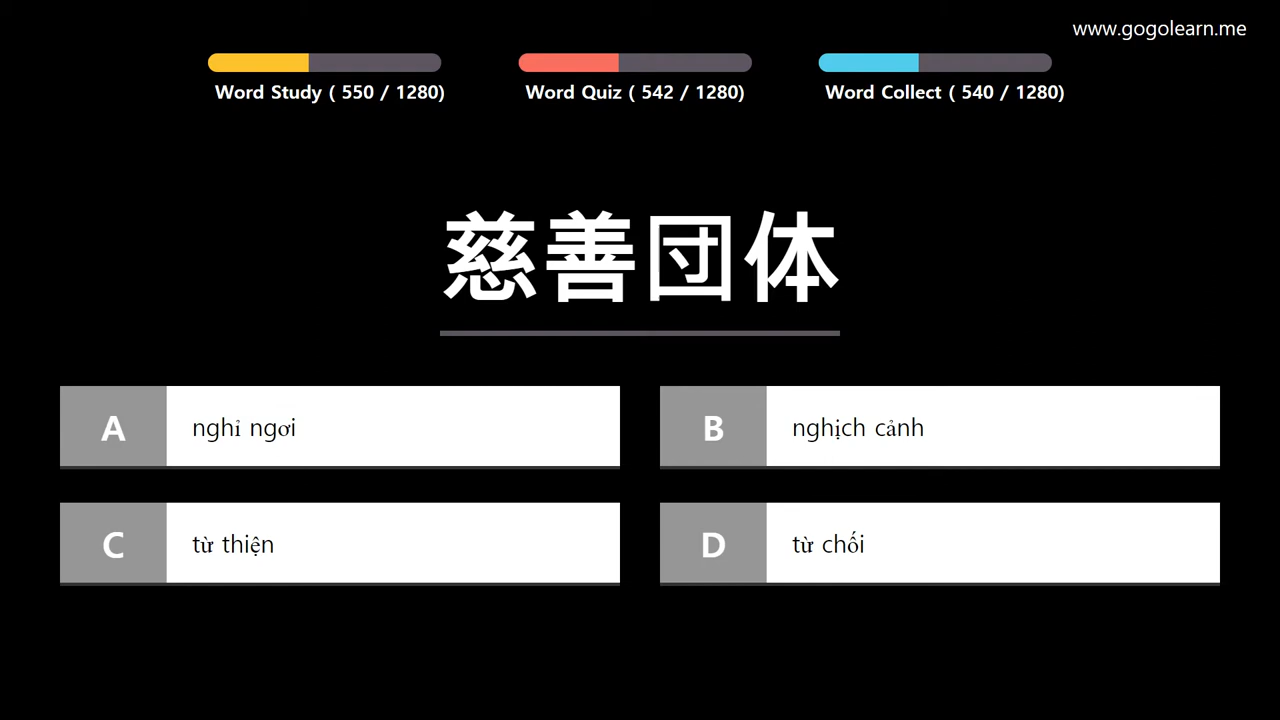 www.gogolearn.me
Word Study ( 550 / 1280)
Word Quiz ( 542 / 1280)
Word Collect ( 540 / 1280)
慈善団体
A nghỉ ngơi
B nghịch cảnh
C từ thiện
D từ chối